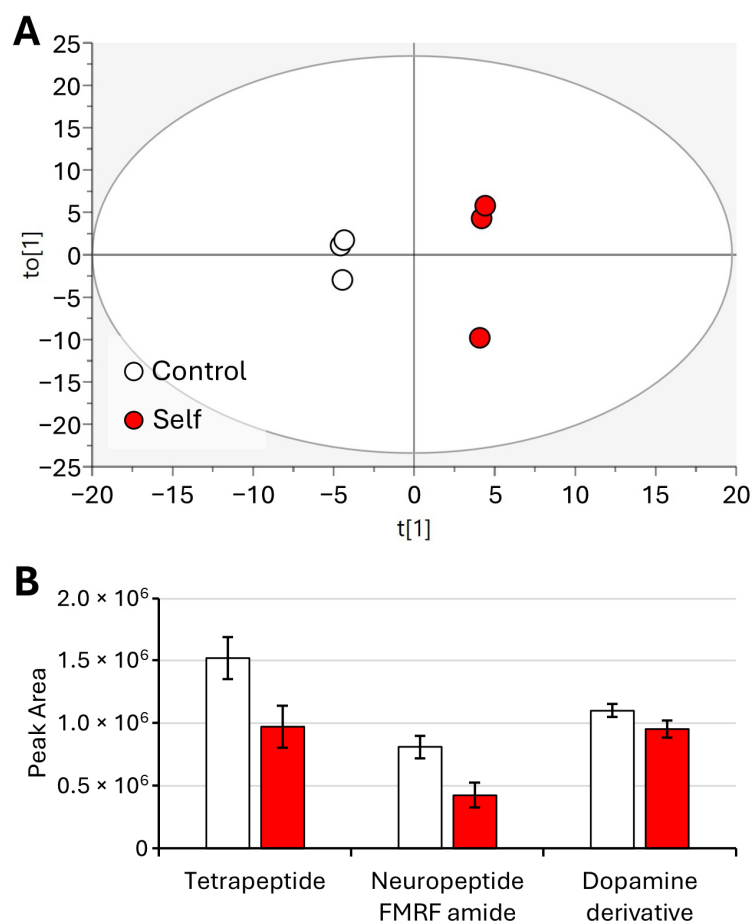 A
25
20
15
10
5
0
−5
−10
−15
−20
−25
to[1]
Control
Self
−20 −15 −10 −5 0 5 10 15 20
t[1]
B
2.0 × 10⁶
1.5 × 10⁶
1.0 × 10⁶
0.5 × 10⁶
0
Peak Area
Tetrapeptide Neuropeptide Dopamine
FMRF amide derivative